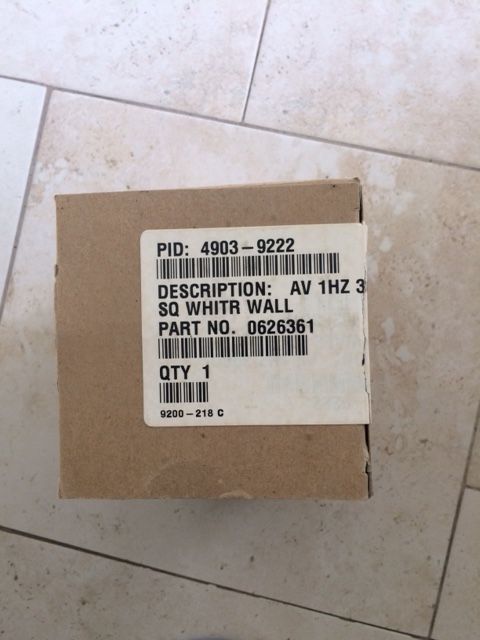 PID: 4903-9222
DESCRIPTION: AV 1HZ 3
SQ WHITR WALL
PART NO. 0626361
QTY 1
9200-218 C